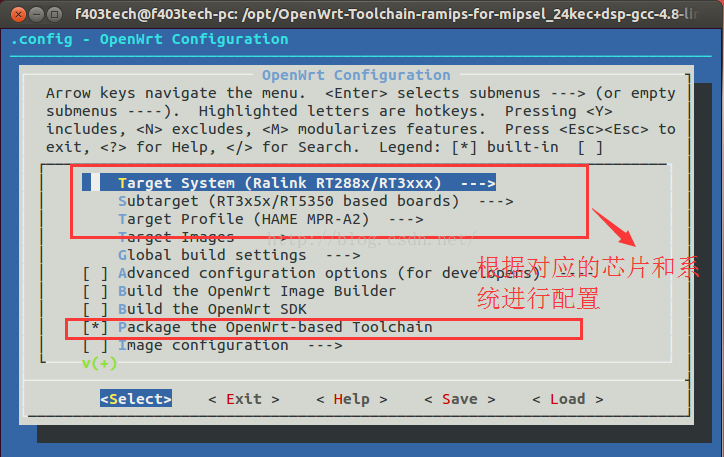 f403tech@f403tech-pc: /opt/OpenWrt-Toolchain-ramips-for-mipsel_24kec+dsp-gcc-4.8-lin
.config - OpenWrt Configuration
OpenWrt Configuration
Arrow keys navigate the menu.  <Enter> selects submenus ---> (or empty
submenus ----).  Highlighted letters are hotkeys.  Pressing <Y>
includes, <N> excludes, <M> modularizes features.  Press <Esc><Esc> to
exit, <?> for Help, </> for Search.  Legend: [*] built-in  [ ]
Target System (Ralink RT288x/RT3xxx)  --->
Subtarget (RT3x5x/RT5350 based boards)  --->
Target Profile (HAME MPR-A2)  --->
Target Images  --->
http://blog.csdn.net/
Global build settings  --->
[ ] Advanced configuration options (for developers)  ----
[ ] Build the OpenWrt Image Builder
[ ] Build the OpenWrt SDK
[*] Package the OpenWrt-based Toolchain
[ ] Image configuration  --->
v(+)
根据对应的芯片和系
统进行配置
<Select>    < Exit >    < Help >    < Save >    < Load >